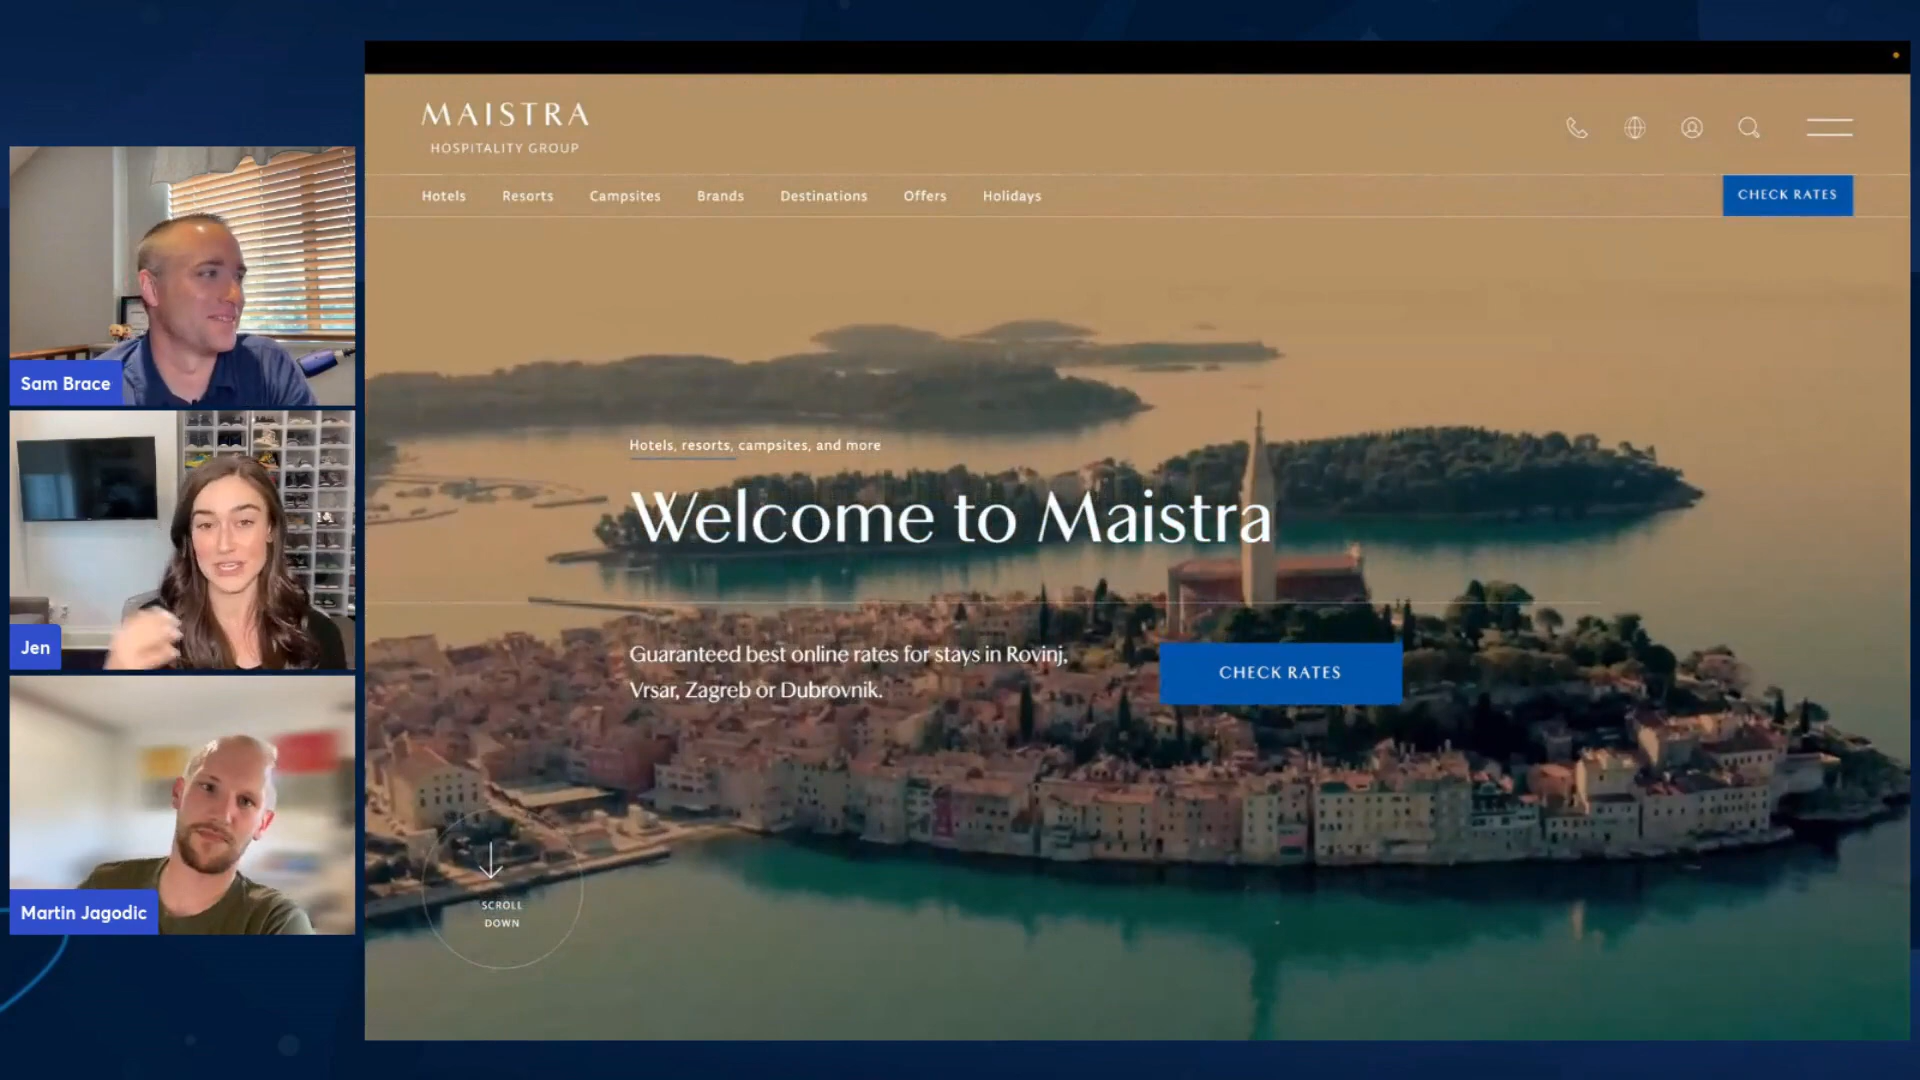 Sam Brace
Jen
Martin Jagodic
MAISTRA
HOSPITALITY GROUP
Hotels Resorts Campsites Brands Destinations Offers Holidays
CHECK RATES
Hotels, resorts, campsites, and more
Welcome to Maistra
Guaranteed best online rates for stays in Rovinj,
Vrsar, Zagreb or Dubrovnik.
CHECK RATES
SCROLL
DOWN